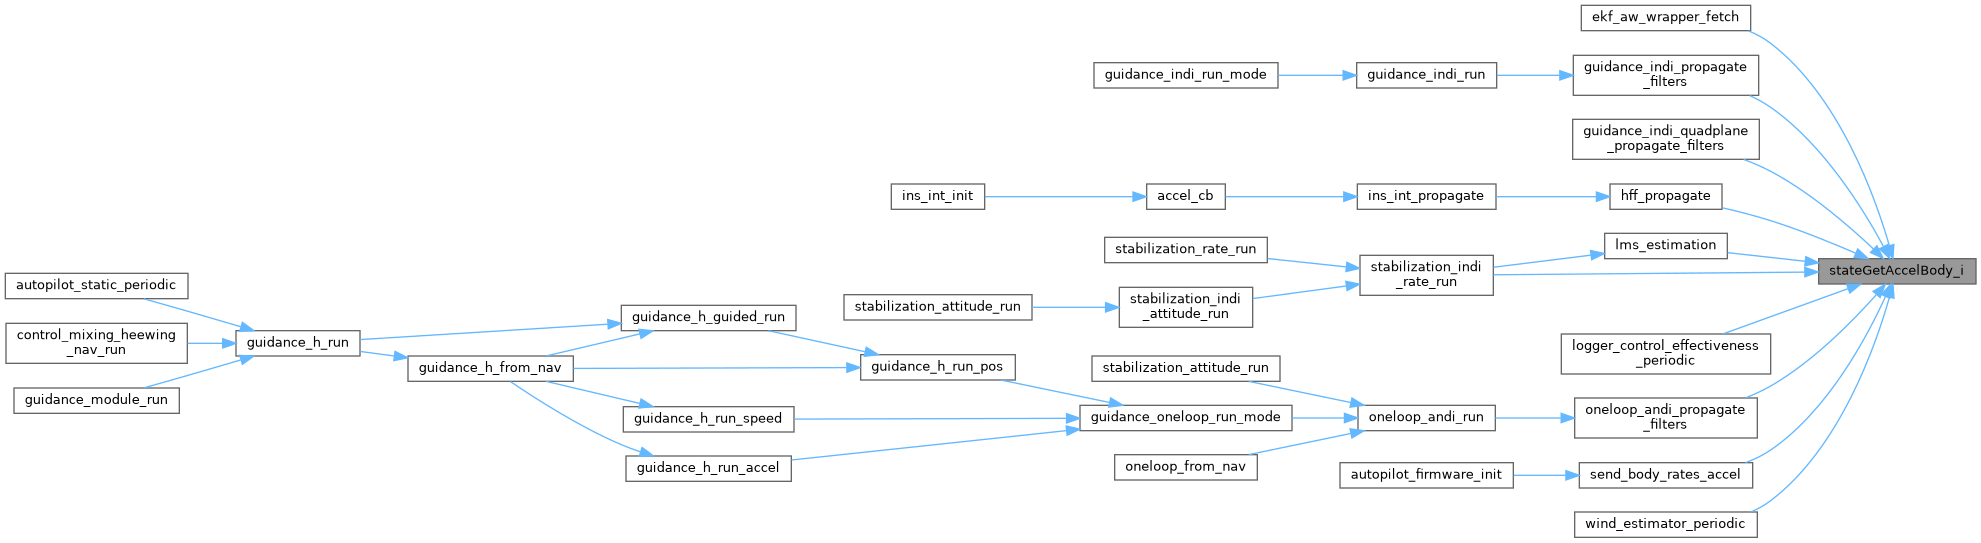 ekf_aw_wrapper_fetch
guidance_indi_run_mode
guidance_indi_run
guidance_indi_propagate
_filters
guidance_indi_quadplane
_propagate_filters
ins_int_init
accel_cb
ins_int_propagate
hff_propagate
stabilization_rate_run
stabilization_indi
_rate_run
lms_estimation
stateGetAccelBody_i
autopilot_static_periodic
stabilization_attitude_run
stabilization_indi
_attitude_run
control_mixing_heewing
_nav_run
guidance_h_run
guidance_h_guided_run
logger_control_effectiveness
_periodic
guidance_h_from_nav
guidance_h_run_pos
stabilization_attitude_run
guidance_module_run
guidance_h_run_speed
guidance_oneloop_run_mode
oneloop_andi_run
oneloop_andi_propagate
_filters
guidance_h_run_accel
oneloop_from_nav
autopilot_firmware_init
send_body_rates_accel
wind_estimator_periodic